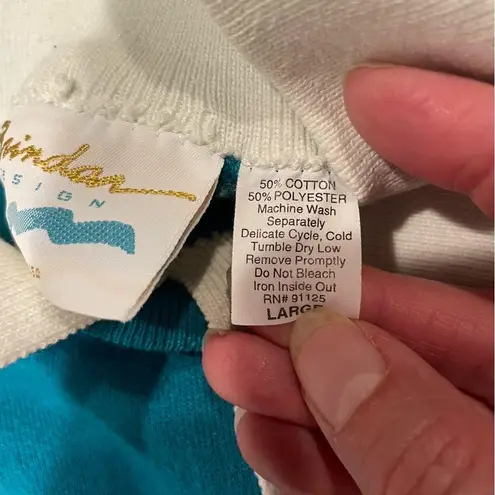 50% COTTON
50% POLYESTER
Machine Wash
Separately
Delicate Cycle, Cold
Tumble Dry Low
Remove Promptly
Do Not Bleach
Iron Inside Out
RN# 91125
LARGE